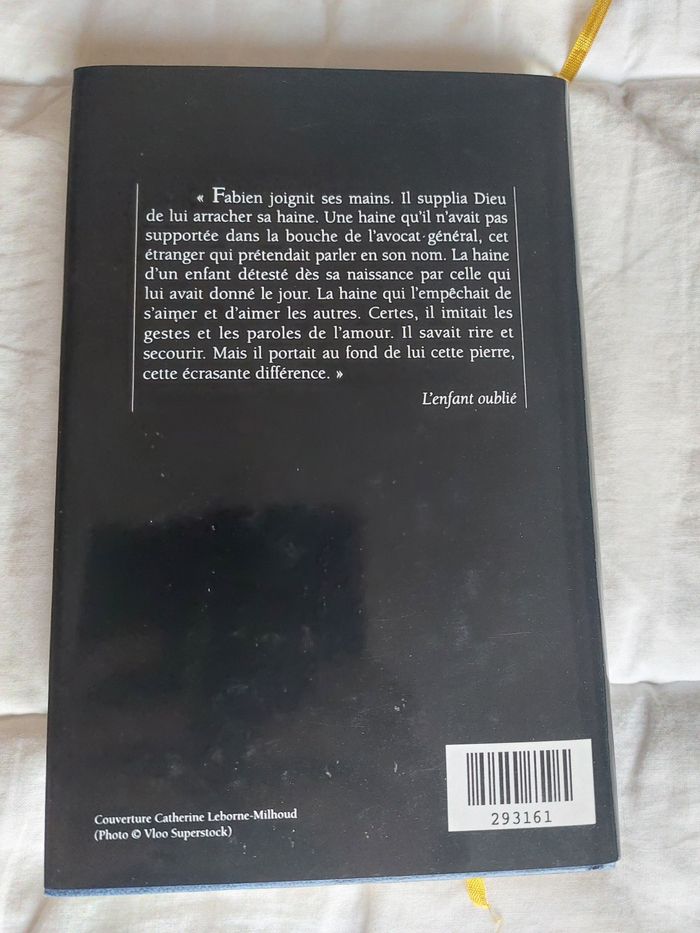 « Fabien joignit ses mains. Il supplia Dieu
de lui arracher sa haine. Une haine qu'il n'avait pas
supportée dans la bouche de l'avocat général, cet
étranger qui prétendait parler en son nom. La haine
d'un enfant détesté dès sa naissance par celle qui
lui avait donné le jour. La haine qui l'empêchait de
s'aimer et d'aimer les autres. Certes, il imitait les
gestes et les paroles de l'amour. Il savait rire et
secourir. Mais il portait au fond de lui cette pierre,
cette écrasante différence. »
L'enfant oublié
Couverture Catherine Leborne-Milhoud
(Photo © Vloo Superstock)
293161